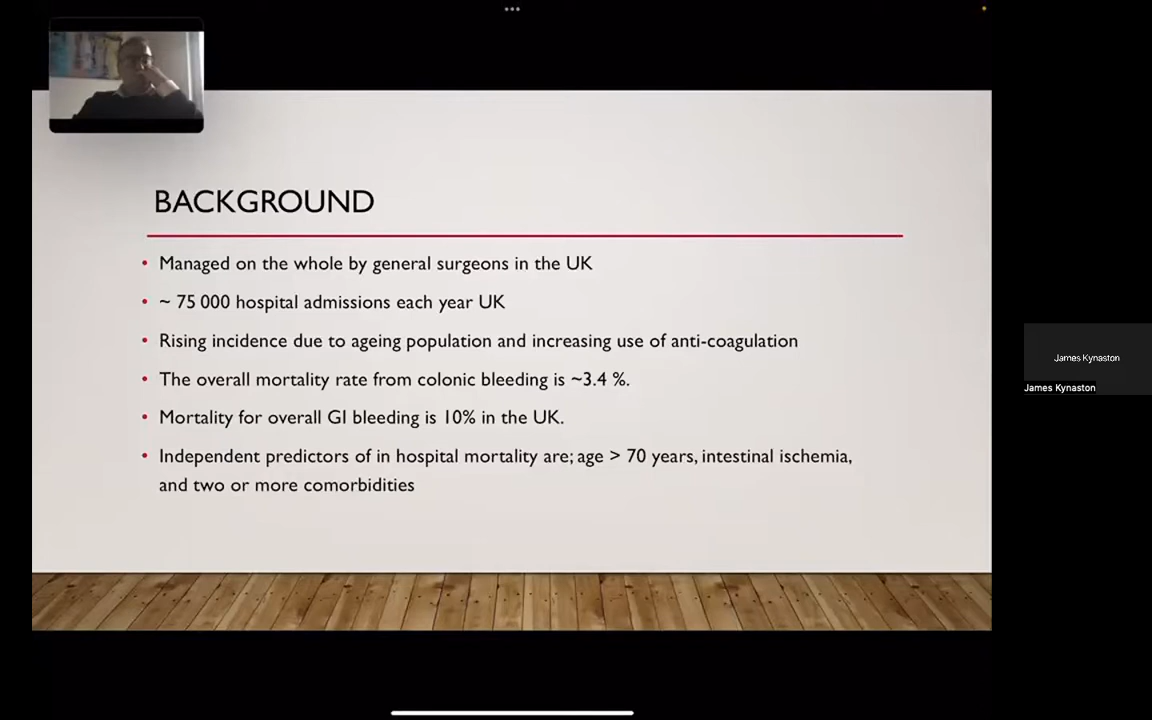 BACKGROUND
• Managed on the whole by general surgeons in the UK
• ~ 75 000 hospital admissions each year UK
• Rising incidence due to ageing population and increasing use of anti-coagulation
• The overall mortality rate from colonic bleeding is ~3.4 %.
• Mortality for overall GI bleeding is 10% in the UK.
• Independent predictors of in hospital mortality are; age > 70 years, intestinal ischemia,
and two or more comorbidities
James Kynaston
James Kynaston